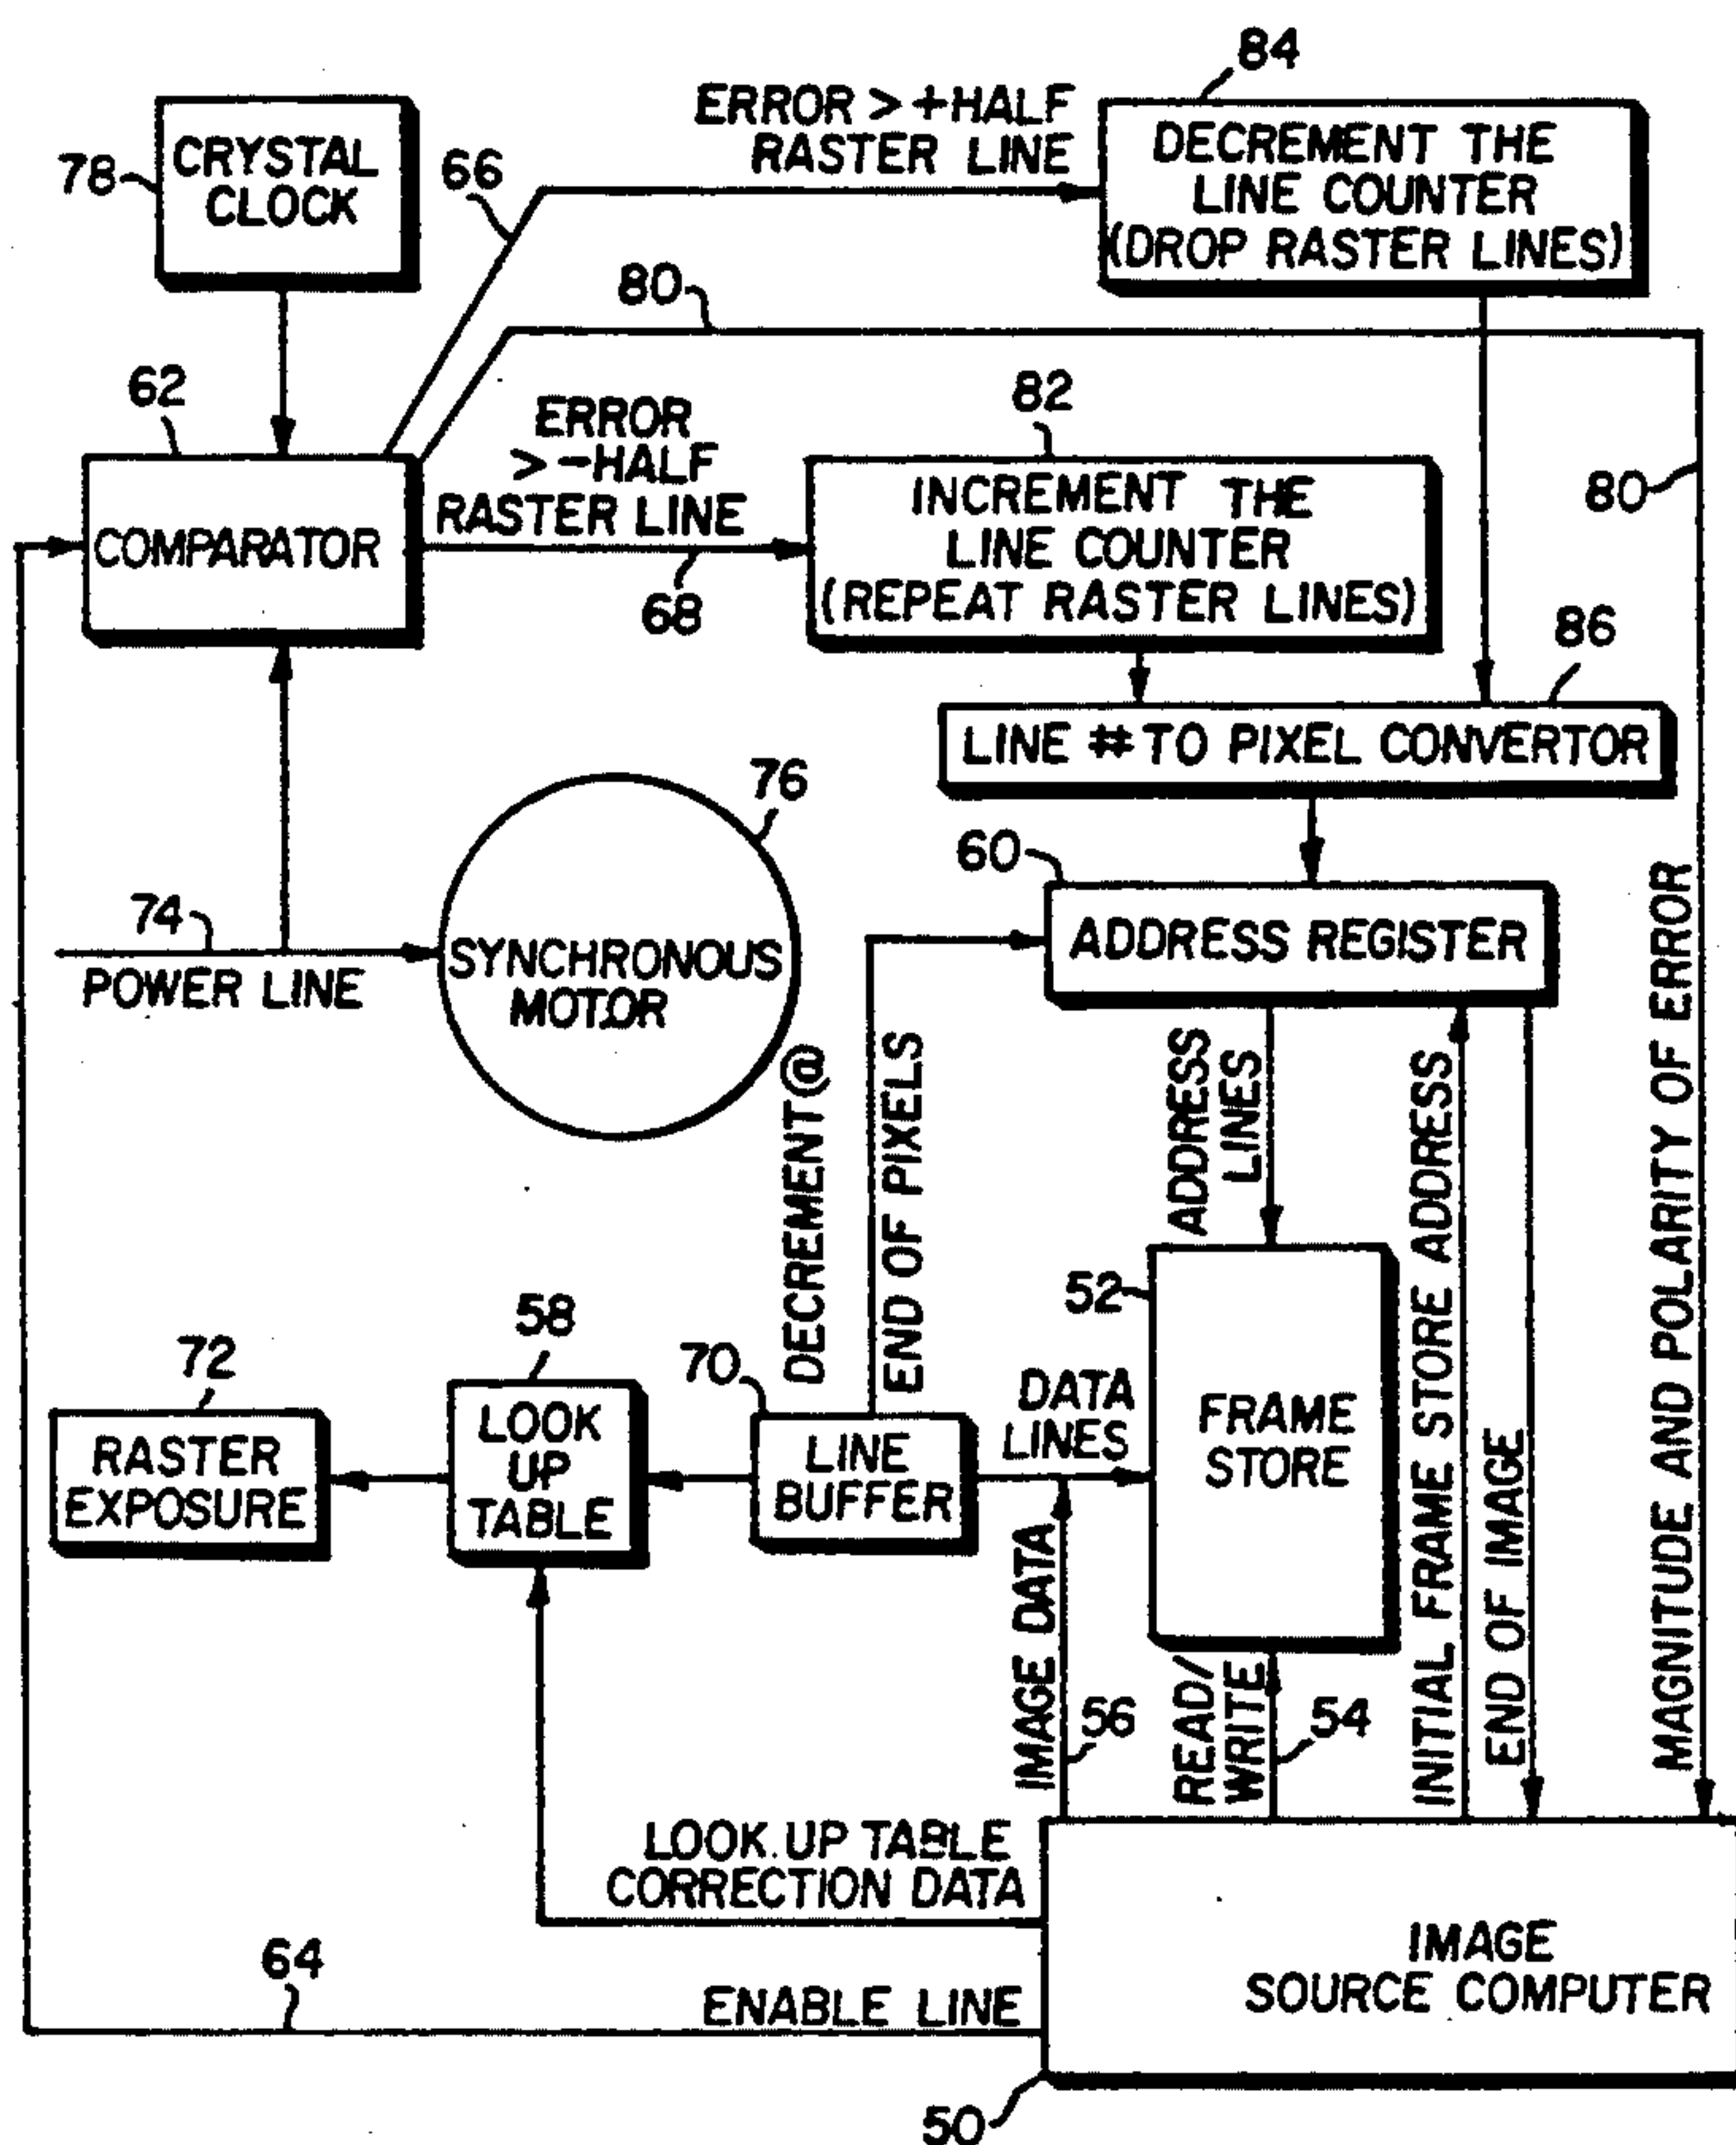 84
ERROR > +HALF
RASTER LINE
DECREMENT THE
LINE COUNTER
(DROP RASTER LINES)
78
CRYSTAL
CLOCK
66
80
62
ERROR
> -HALF
RASTER LINE
82
INCREMENT THE
LINE COUNTER
(REPEAT RASTER LINES)
80
COMPARATOR
68
86
LINE # TO PIXEL CONVERTOR
76
60
ADDRESS REGISTER
74
POWER LINE
SYNCHRONOUS
MOTOR
DECREMENT @
END OF PIXELS
ADDRESS
LINES
INITIAL FRAME STORE ADDRESS
END OF IMAGE
MAGNITUDE AND POLARITY OF ERROR
52
FRAME
STORE
58
72
70
RASTER
EXPOSURE
LOOK
UP
TABLE
LINE
BUFFER
DATA
LINES
IMAGE DATA
56
READ/
WRITE
54
LOOK.UP TABLE
CORRECTION DATA
64
ENABLE LINE
IMAGE
SOURCE COMPUTER
50